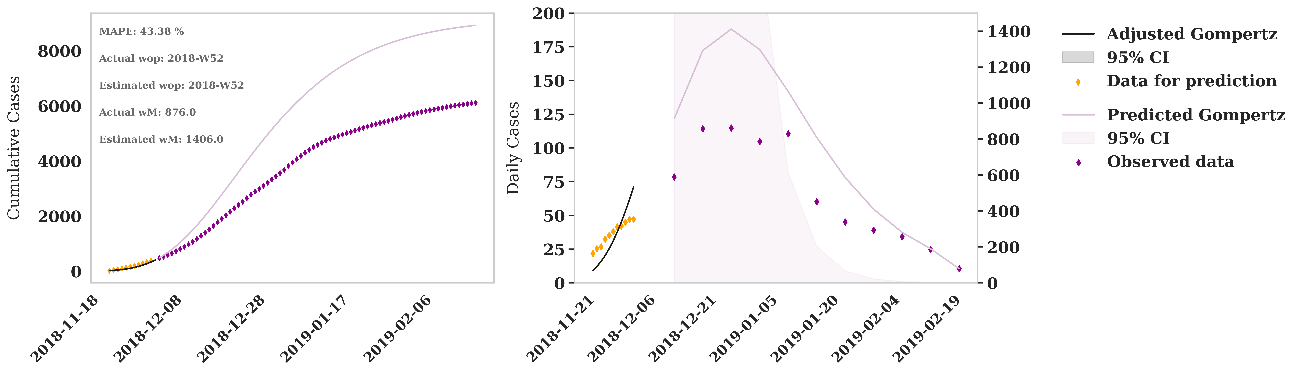 Cumulative Cases
8000
6000
4000
2000
0
MAPE: 43.38 %
Actual wop: 2018-W52
Estimated wop: 2018-W52
Actual wM: 876.0
Estimated wM: 1406.0
2018-11-18
2018-12-08
2018-12-28
2019-01-17
2019-02-06
Daily Cases
200
175
150
125
100
75
50
25
0
1400
1200
1000
800
600
400
200
0
2018-11-21
2018-12-06
2018-12-21
2019-01-05
2019-01-20
2019-02-04
2019-02-19
Adjusted Gompertz
95% CI
Data for prediction
Predicted Gompertz
95% CI
Observed data